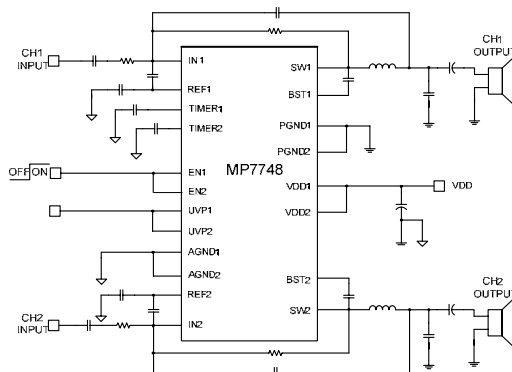 CH1
INPUT
IN1
REF1
TIMER1
TIMER2
OFF ON
EN1
EN2
UVP1
UVP2
AGND1
AGND2
REF2
CH2
INPUT
IN2
MP7748
SW1
BST1
PGND1
PGND2
VDD1
VDD2
BST2
SW2
CH1
OUTPUT
VDD
CH2
OUTPUT